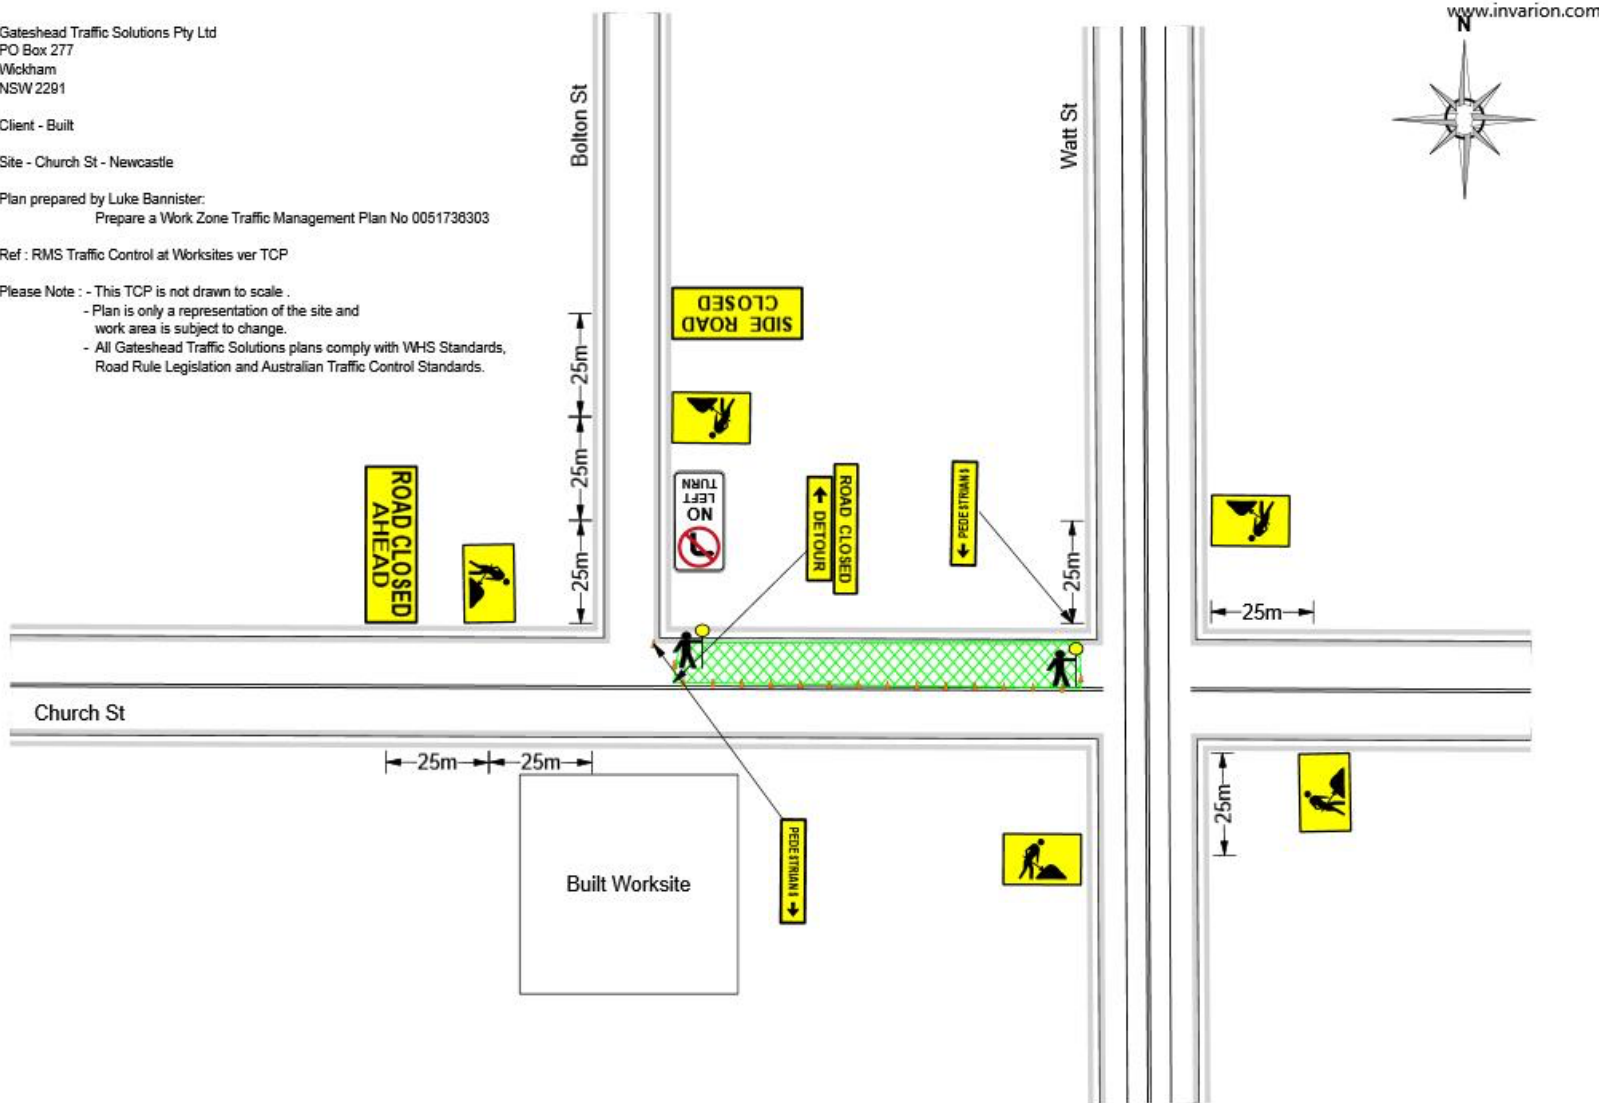 www.invarion.com
N
Gateshead Traffic Solutions Pty Ltd
PO Box 277
Wickham
NSW 2291
Client - Built
Site - Church St - Newcastle
Plan prepared by Luke Bannister:
Prepare a Work Zone Traffic Management Plan No 0051736303
Ref : RMS Traffic Control at Worksites ver TCP
Please Note : - This TCP is not drawn to scale .
- Plan is only a representation of the site and
work area is subject to change.
- All Gateshead Traffic Solutions plans comply with WHS Standards,
Road Rule Legislation and Australian Traffic Control Standards.
Bolton St
Watt St
SIDE ROAD
CLOSED
25m
25m
25m
ROAD CLOSED
AHEAD
NO
LEFT
TURN
ROAD CLOSED
DETOUR
PEDESTRIANS
25m
25m
Church St
25m
25m
25m
Built Worksite
PEDESTRIANS